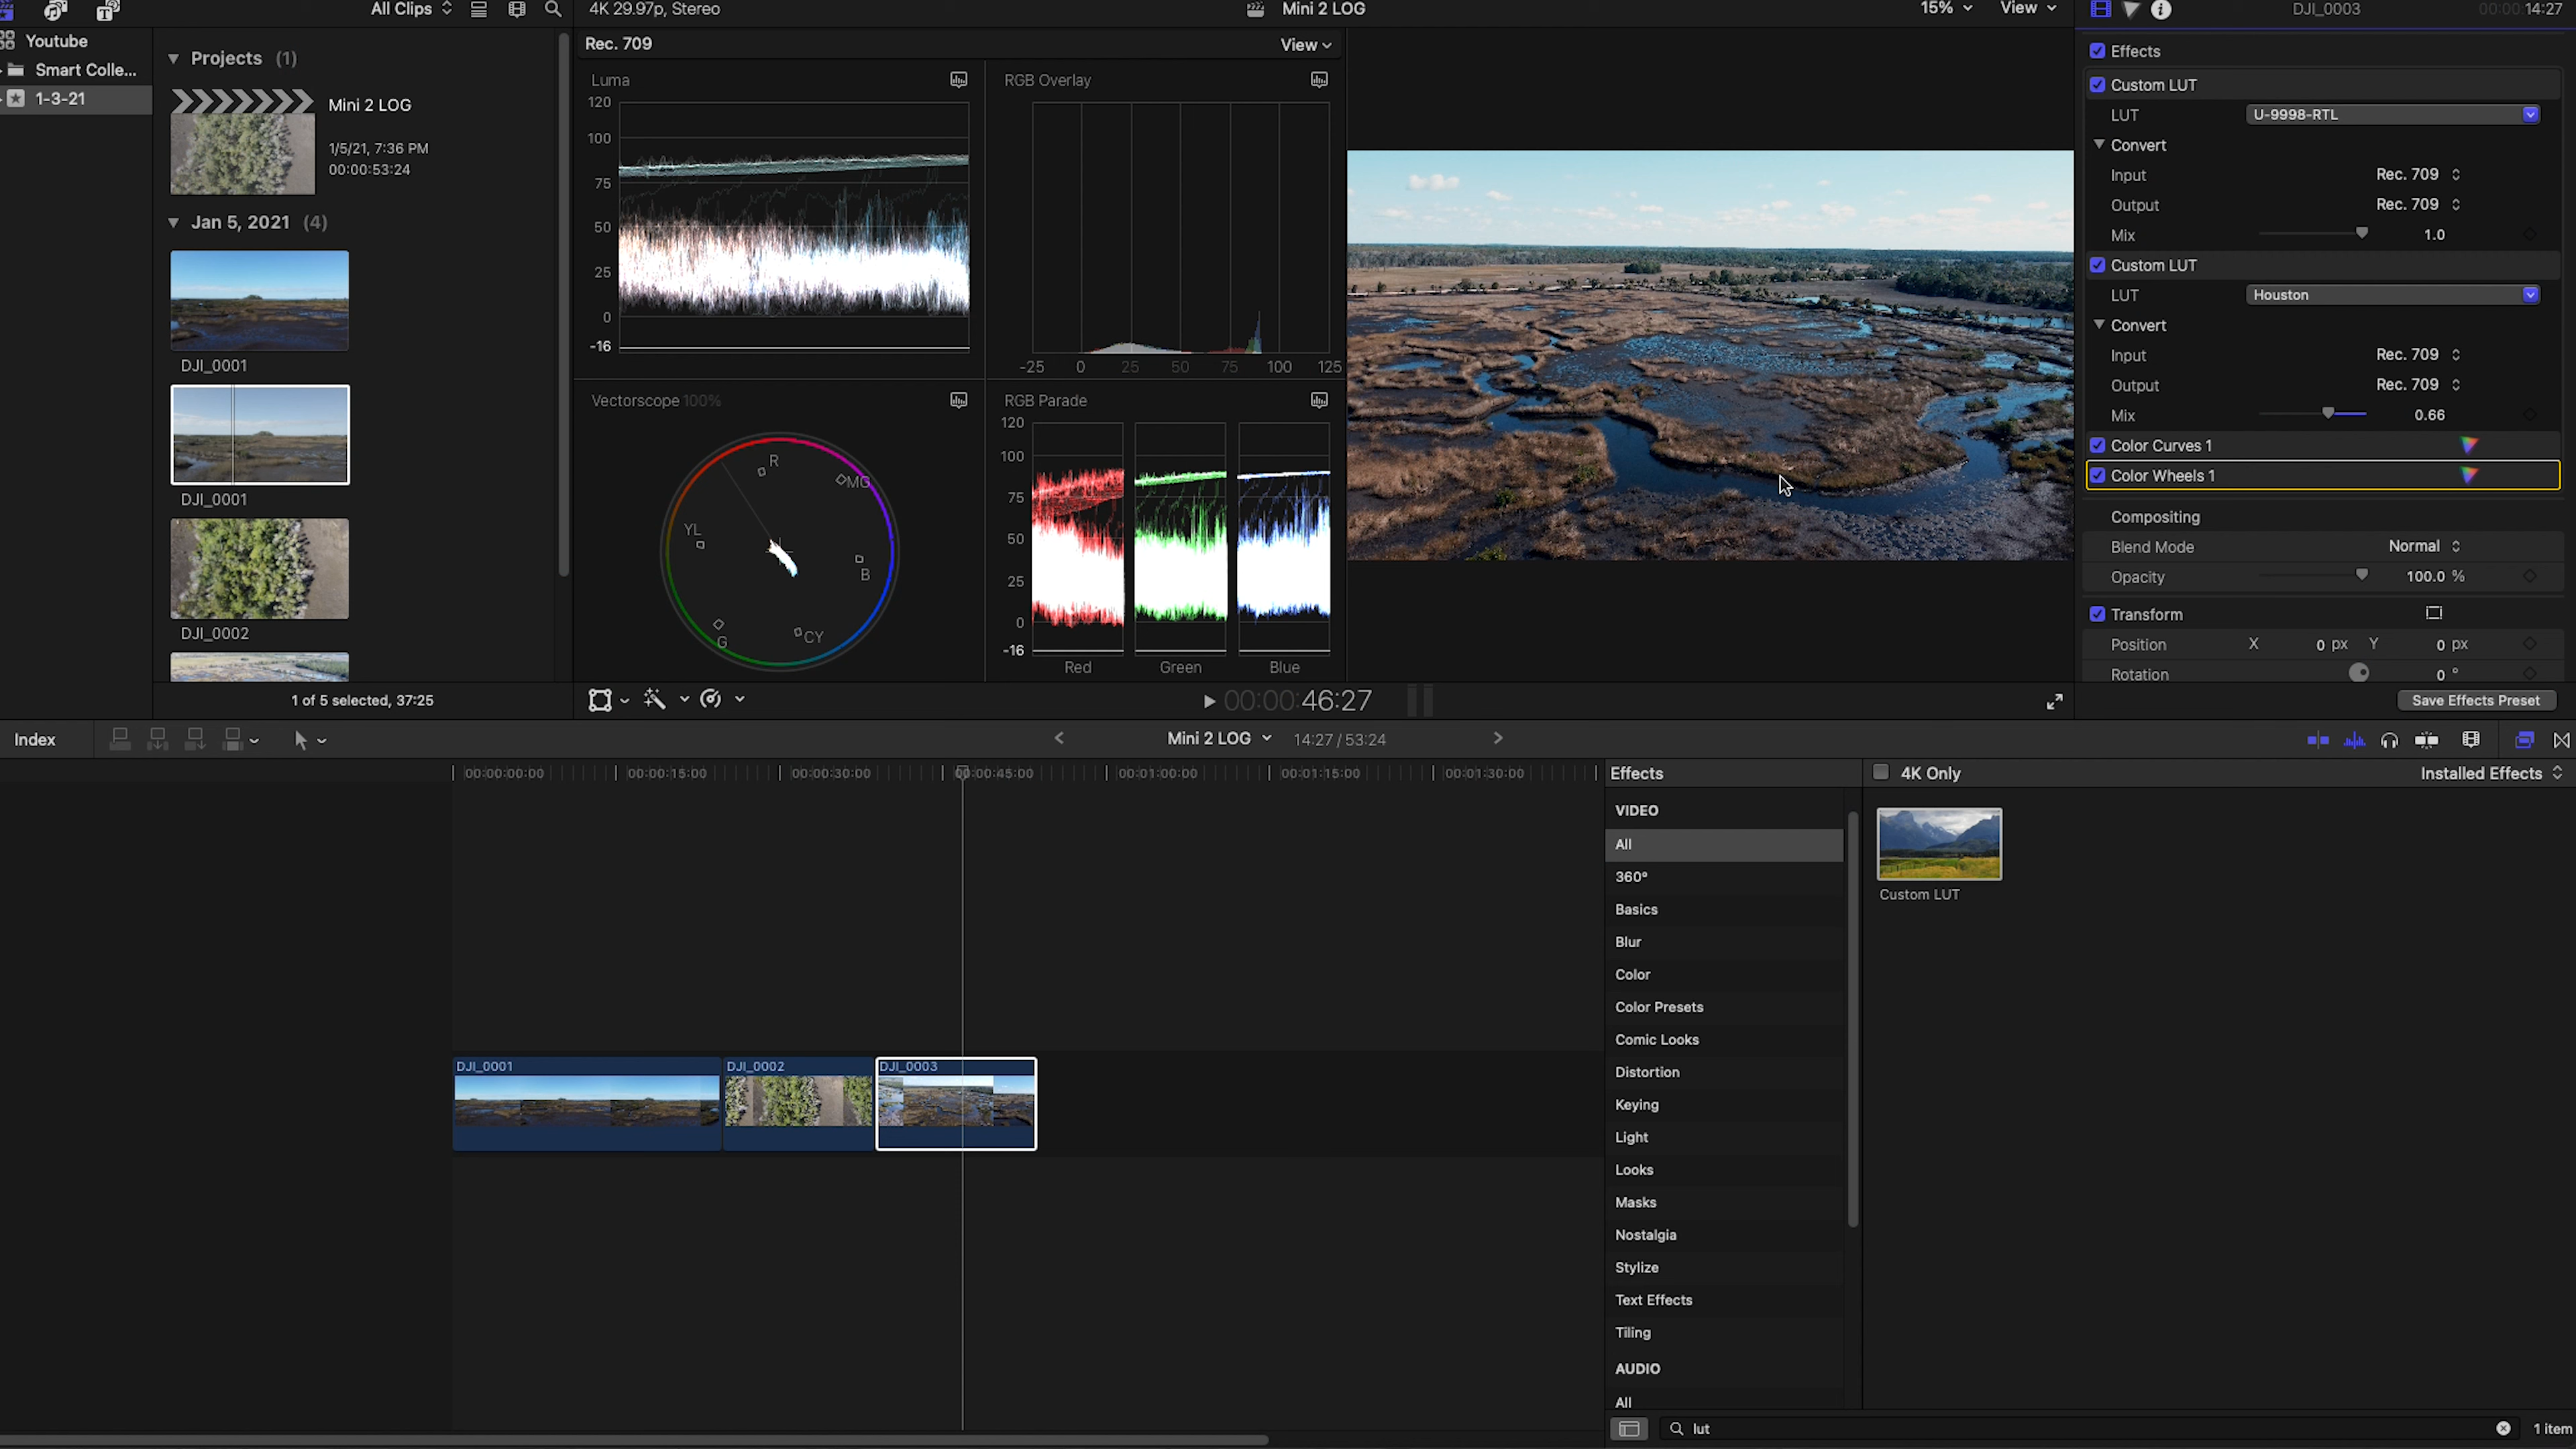 All Clips
4K 29.97p, Stereo
Mini 2 LOG
15%
View
DJI_0003
00:00:14:27
Youtube
Smart Colle...
1-3-21
Projects (1)
Mini 2 LOG
1/5/21, 7:36 PM
00:00:53:24
Jan 5, 2021 (4)
DJI_0001
DJI_0001
DJI_0002
1 of 5 selected, 37:25
Rec. 709
View
Luma
120
100
75
50
25
0
-16
RGB Overlay
-25 0 25 50 75 100 125
Vectorscope 100%
R
MG
B
CY
G
YL
RGB Parade
120
100
75
50
25
0
-16
Red Green Blue
00:00:46:27
Effects
Custom LUT
LUT U-9998-RTL
Convert
Input Rec. 709
Output Rec. 709
Mix 1.0
Custom LUT
LUT Houston
Convert
Input Rec. 709
Output Rec. 709
Mix 0.66
Color Curves 1
Color Wheels 1
Compositing
Blend Mode Normal
Opacity 100.0 %
Transform
Position X 0 px Y 0 px
Rotation 0 °
Save Effects Preset
Index
Mini 2 LOG
14:27 / 53:24
00:00:00:00 00:00:15:00 00:00:30:00 00:00:45:00 00:01:00:00 00:01:15:00 00:01:30:00
DJI_0001
DJI_0002
DJI_0003
Effects
4K Only
Installed Effects
VIDEO
All
360°
Basics
Blur
Color
Color Presets
Comic Looks
Distortion
Keying
Light
Looks
Masks
Nostalgia
Stylize
Text Effects
Tiling
AUDIO
All
Custom LUT
lut
1 item